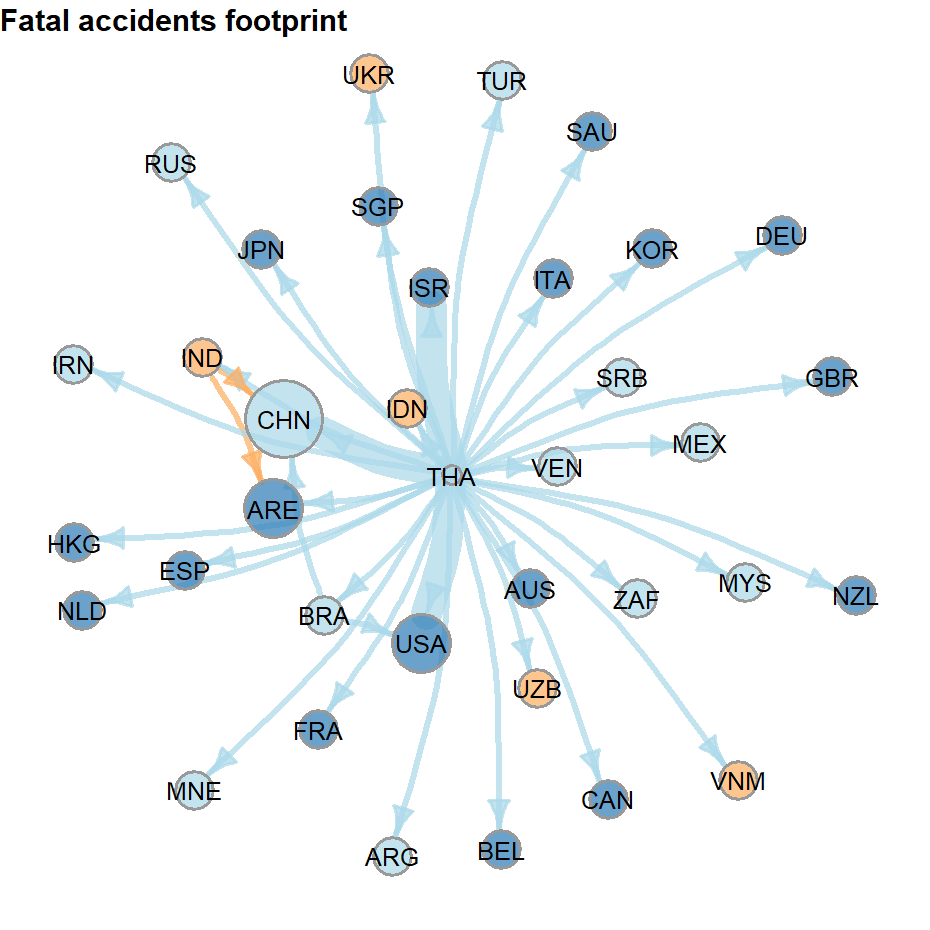 Fatal accidents footprint
UKR
TUR
SAU
RUS
SGP
JPN
KOR
DEU
ISR
ITA
IRN
IND
SRB
GBR
CHN
IDN
MEX
THA
VEN
ARE
HKG
ESP
NLD
BRA
USA
AUS
ZAF
MYS
NZL
UZB
FRA
MNE
CAN
VNM
ARG
BEL